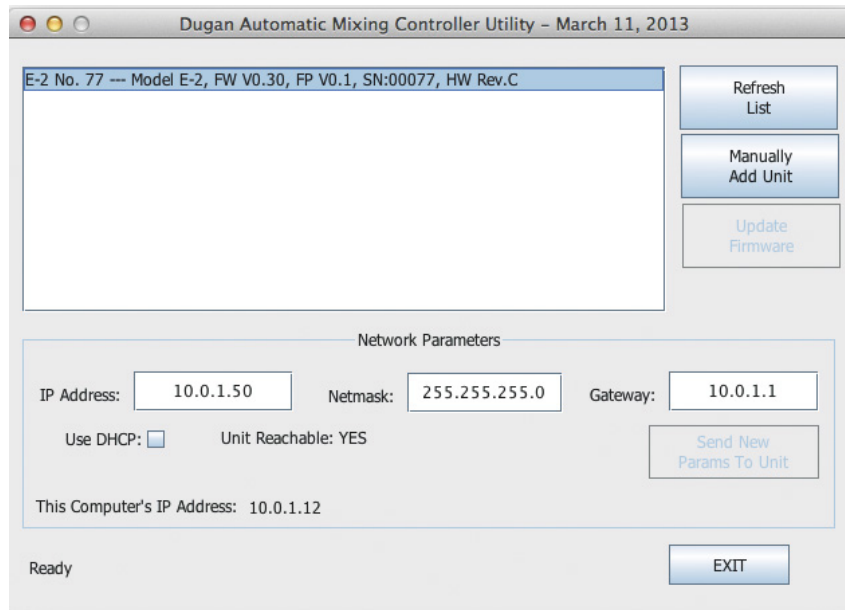 Dugan Automatic Mixing Controller Utility – March 11, 2013
E-2 No. 77 --- Model E-2, FW V0.30, FP V0.1, SN:00077, HW Rev.C
Refresh
List
Manually
Add Unit
Update
Firmware
Network Parameters
IP Address: 10.0.1.50 Netmask: 255.255.255.0 Gateway: 10.0.1.1
Use DHCP: Unit Reachable: YES
Send New
Params To Unit
This Computer's IP Address: 10.0.1.12
Ready
EXIT